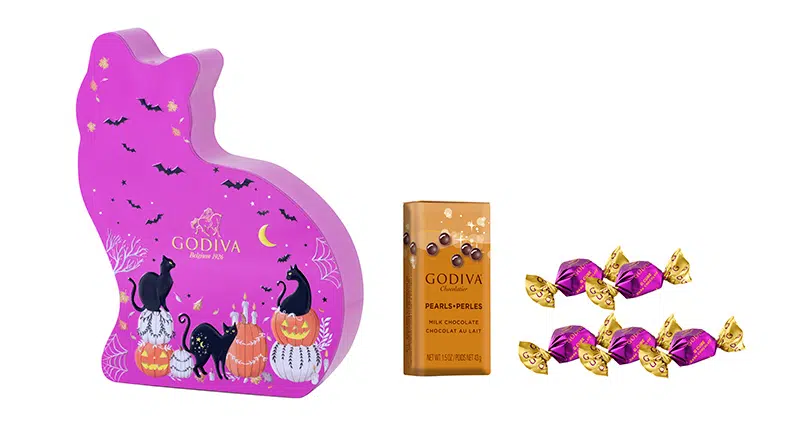 GODIVA
Belgium 1926
GODIVA
Chocolatier
PEARLS•PERLES
MILK CHOCOLATE
CHOCOLAT AU LAIT
NET WT. 1.5 OZ / POIDS NET 43 g